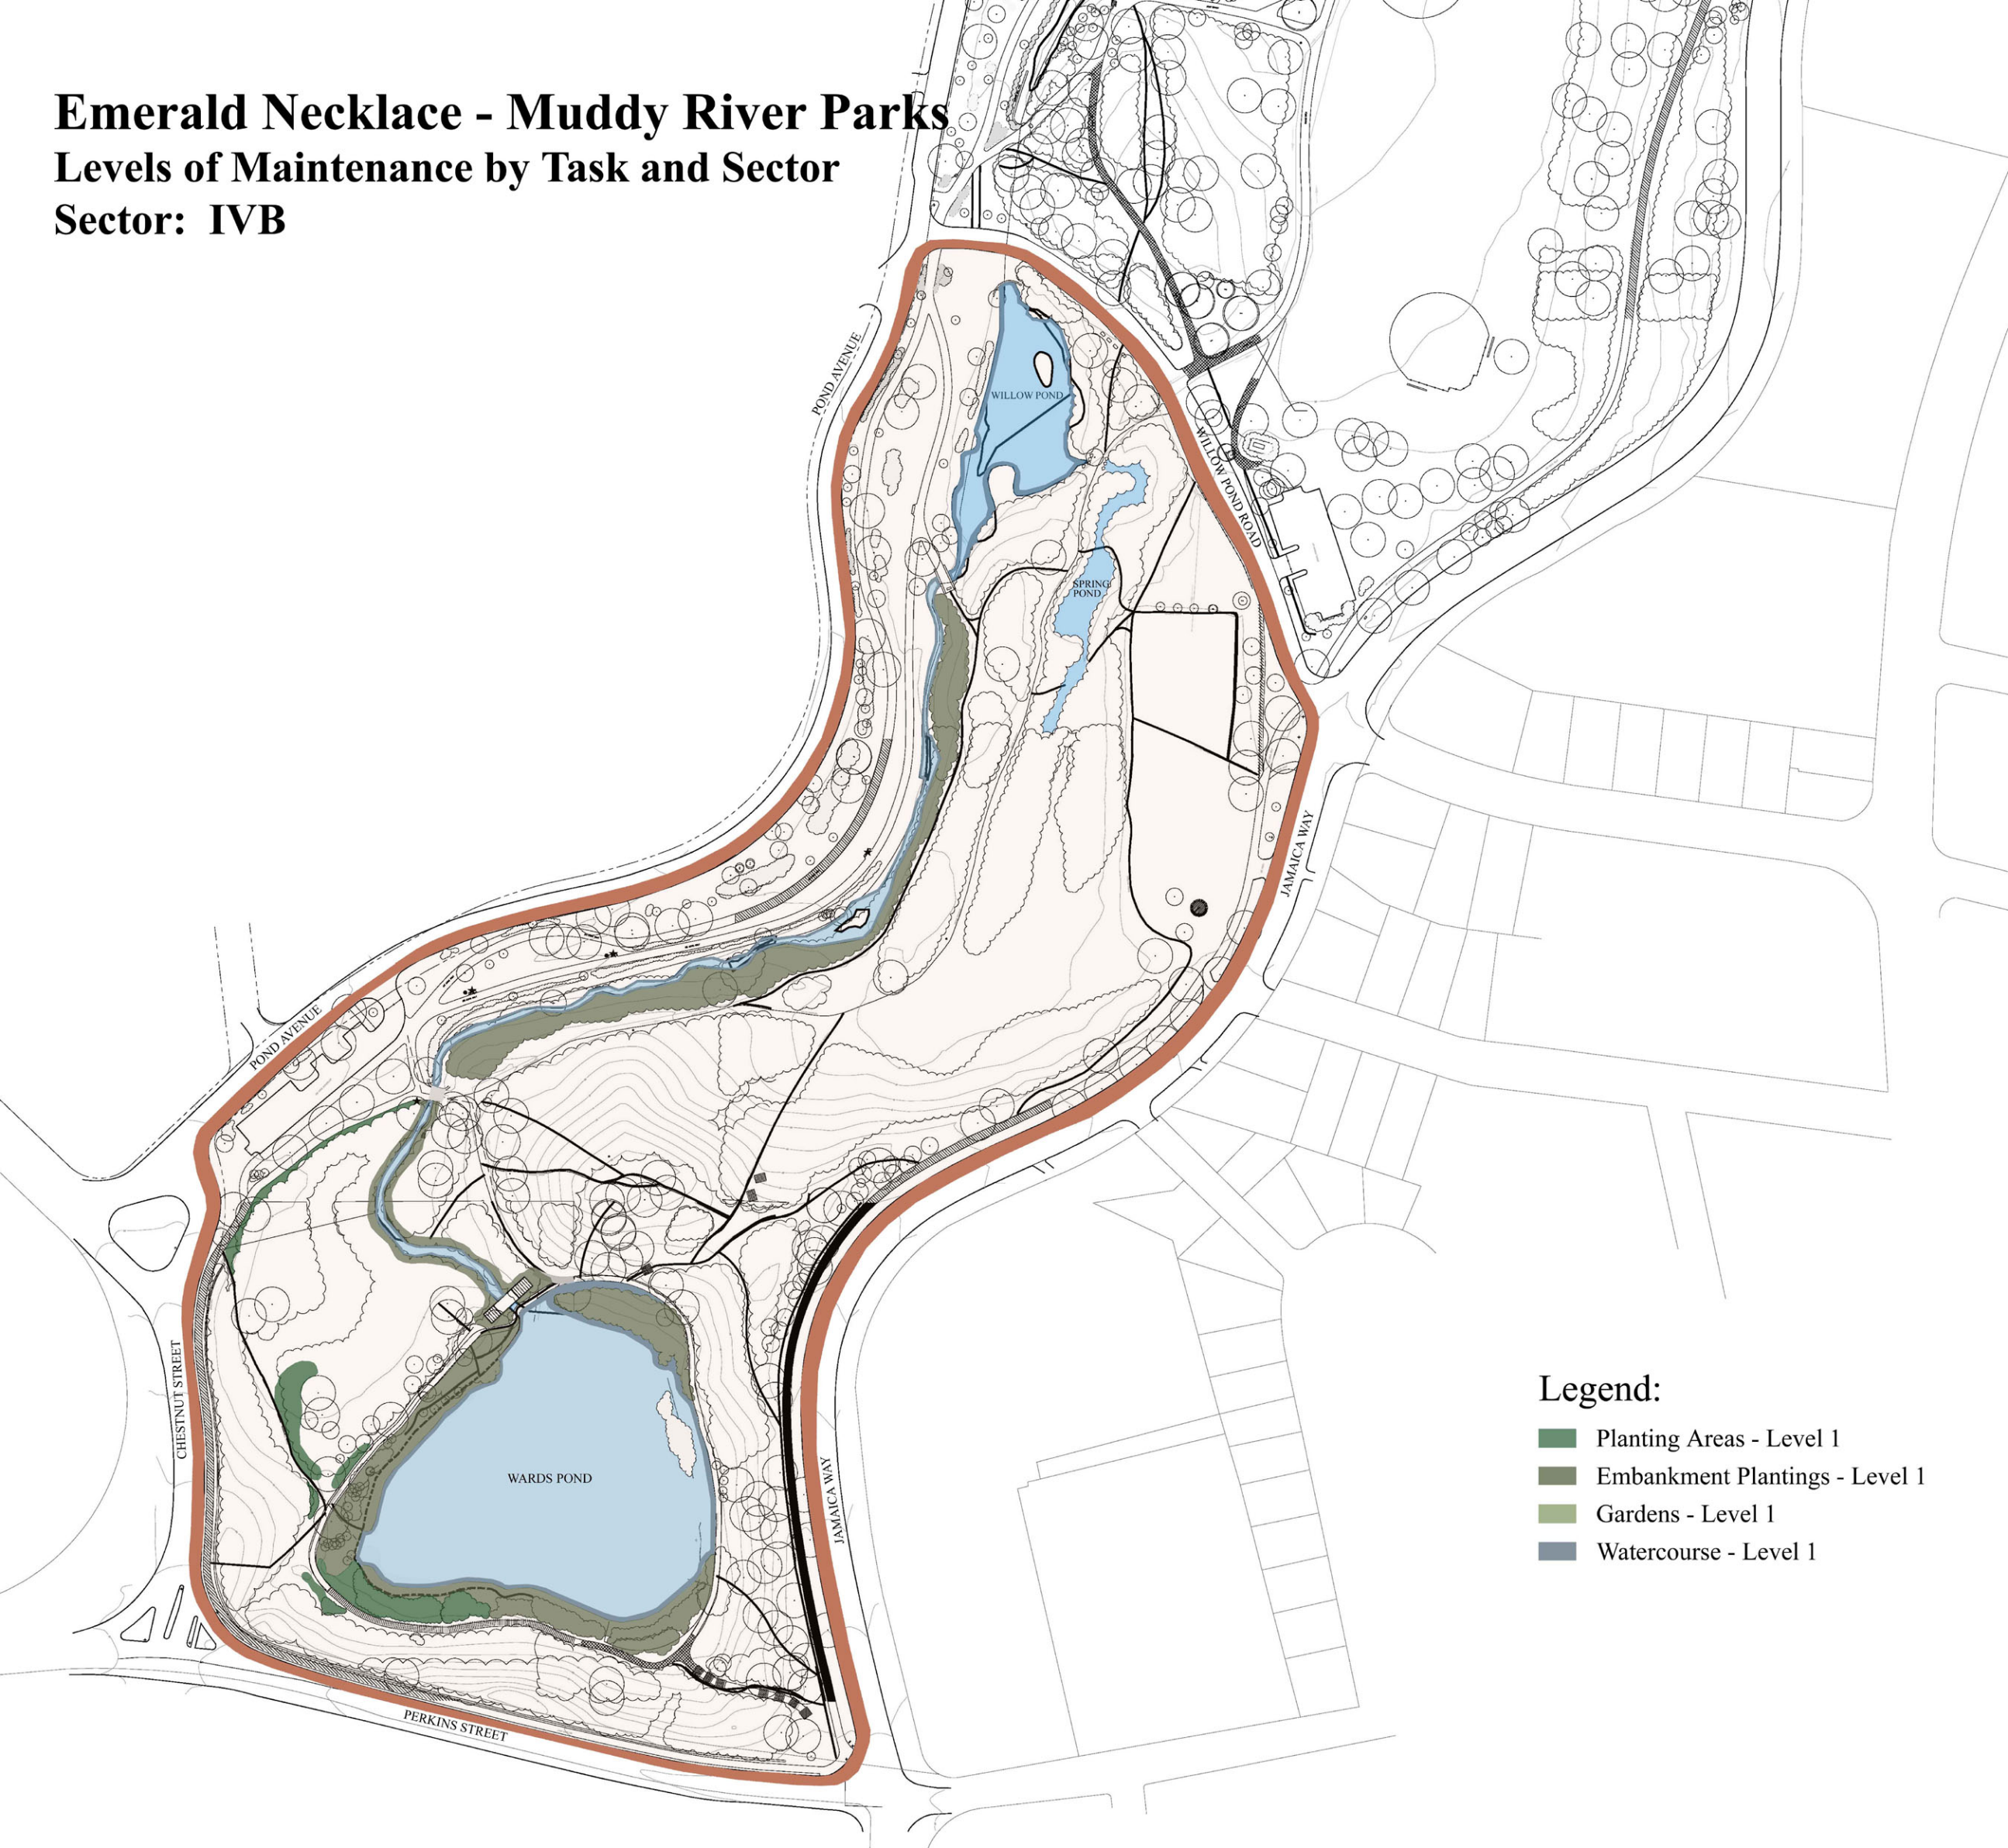 Emerald Necklace - Muddy River Parks
Levels of Maintenance by Task and Sector
Sector: IVB
POND AVENUE
WILLOW POND
WILLOW POND ROAD
SPRING
POND
JAMAICA WAY
POND AVENUE
CHESTNUT STREET
WARDS POND
JAMAICA WAY
PERKINS STREET
Legend:
Planting Areas - Level 1
Embankment Plantings - Level 1
Gardens - Level 1
Watercourse - Level 1